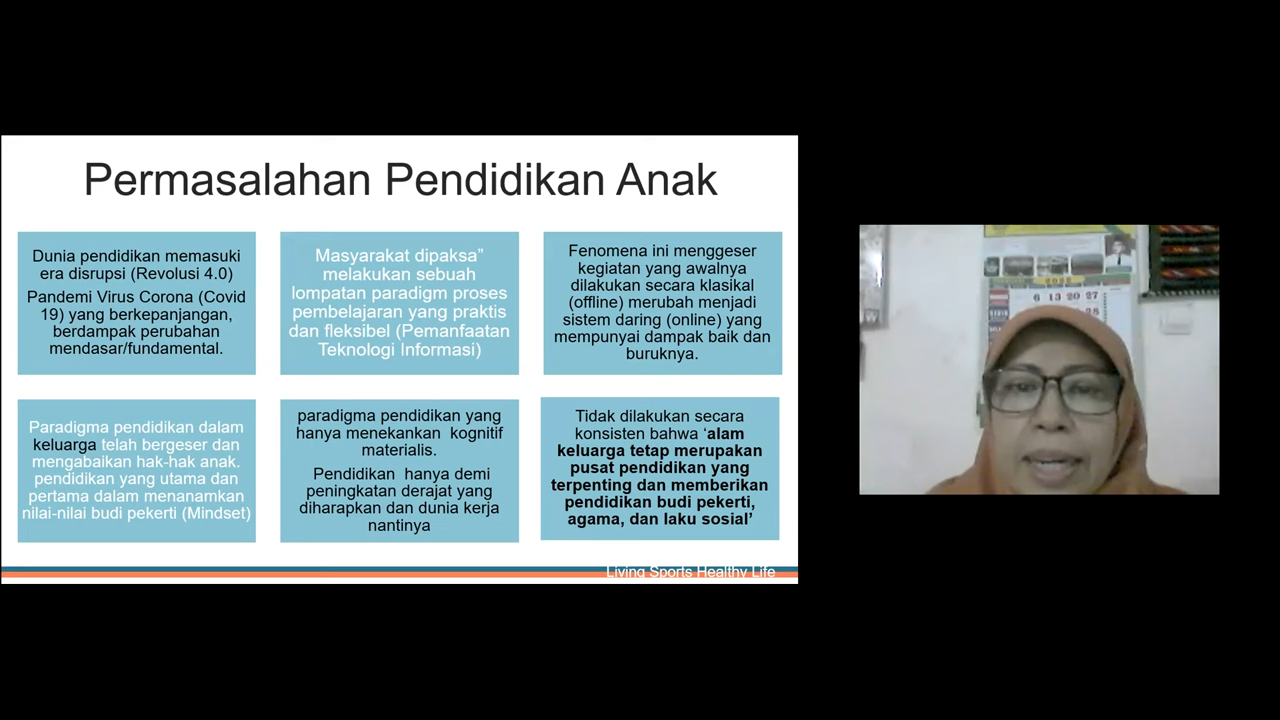 Permasalahan Pendidikan Anak
Dunia pendidikan memasuki
era disrupsi (Revolusi 4.0)
Pandemi Virus Corona (Covid
19) yang berkepanjangan,
berdampak perubahan
mendasar/fundamental.
Masyarakat dipaksa”
melakukan sebuah
lompatan paradigm proses
pembelajaran yang praktis
dan fleksibel (Pemanfaatan
Teknologi Informasi)
Fenomena ini menggeser
kegiatan yang awalnya
dilakukan secara klasikal
(offline) merubah menjadi
sistem daring (online) yang
mempunyai dampak baik dan
buruknya.
Paradigma pendidikan dalam
keluarga telah bergeser dan
mengabaikan hak-hak anak.
pendidikan yang utama dan
pertama dalam menanamkan
nilai-nilai budi pekerti (Mindset)
paradigma pendidikan yang
hanya menekankan kognitif
materialis.
Pendidikan hanya demi
peningkatan derajat yang
diharapkan dan dunia kerja
nantinya
Tidak dilakukan secara
konsisten bahwa ‘alam
keluarga tetap merupakan
pusat pendidikan yang
terpenting dan memberikan
pendidikan budi pekerti,
agama, dan laku sosial’
Living Sports Healthy Life
6 13 20 27